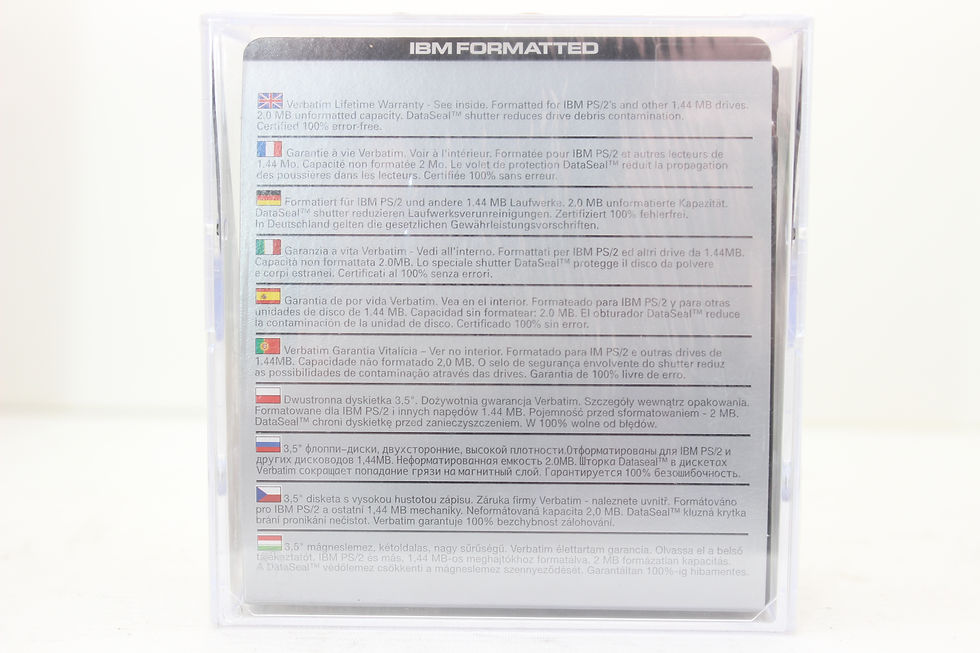 IBM FORMATTED
Verbatim Lifetime Warranty - See inside. Formatted for IBM PS/2's and other 1.44 MB drives.
2.0 MB unformatted capacity. DataSeal™ shutter reduces drive debris contamination.
Certified 100% error-free.
Garantie à vie Verbatim. Voir à l'intérieur. Formatée pour IBM PS/2 et autres lecteurs de
1.44 Mo. Capacité non formatée 2 Mo. Le volet de protection DataSeal™ réduit la propagation
des poussières dans les lecteurs. Certifiée 100% sans erreur.
Formatiert für IBM PS/2 und andere 1.44 MB Laufwerke. 2.0 MB unformatierte Kapazität.
DataSeal™ shutter reduzieren Laufwerksverunreinigungen. Zertifiziert 100% fehlerfrei.
In Deutschland gelten die gesetzlichen Gewährleistungsvorschriften.
Garanzia a vita Verbatim - Vedi all'interno. Formattati per IBM PS/2 ed altri drive da 1.44MB.
Capacità non formattata 2.0MB. Lo speciale shutter DataSeal™ protegge il disco da polvere
e corpi estranei. Certificati al 100% senza errori.
Garantia de por vida Verbatim. Vea en el interior. Formateado para IBM PS/2 y para otras
unidades de disco de 1.44 MB. Capacidad sin formatear: 2.0 MB. El obturador DataSeal™ reduce
la contaminación de la unidad de disco. Certificado 100% sin error.
Verbatim Garantia Vitalícia – Ver no interior. Formatado para IM PS/2 e outras drives de
1.44MB. Capacidade não formatado 2,0 MB. O selo de segurança envolvente do shutter reduz
as possibilidades de contaminação através das drives. Garantia de 100% livre de erro.
Dwustronna dyskietka 3,5". Dożywotnia gwarancja Verbatim. Szczegóły wewnątrz opakowania.
Formatowane dla IBM PS/2 i innych napędów 1.44 MB. Pojemność przed sformatowaniem - 2 MB.
DataSeal™ chroni dyskietkę przed zanieczyszczeniem. W 100% wolne od błędów.
3,5" флоппи-диски, двухсторонние, высокой плотности.Отформатированы для IBM PS/2 и
других дисководов 1,44MB. Неформатированная емкость 2.0MB. Шторка Dataseal™ в дискетах
Verbatim сокращает попадание грязи на магнитный слой. Гарантируется 100% безошибочность.
3,5" disketa s vysokou hustotou zápisu. Záruka firmy Verbatim - naleznete uvnitř. Formátováno
pro IBM PS/2 a ostatní 1,44 MB mechaniky. Neformátovaná kapacita 2,0 MB. DataSeal™ kluzná krytka
brání pronikání nečistot. Verbatim garantuje 100% bezchybnost zálohování.
3,5" mágneslemez, kétoldalas, nagy sűrűségű. Verbatim élettartam garancia. Olvassa el a belső
tájékoztatót. IBM PS/2 és más, 1,44 MB-os meghajtókhoz formatálva. 2 MB formázatlan kapacitás.
A DataSeal™ védőlemez csökkenti a mágneslemez szennyeződését. Garantáltan 100%-ig hibamentes.